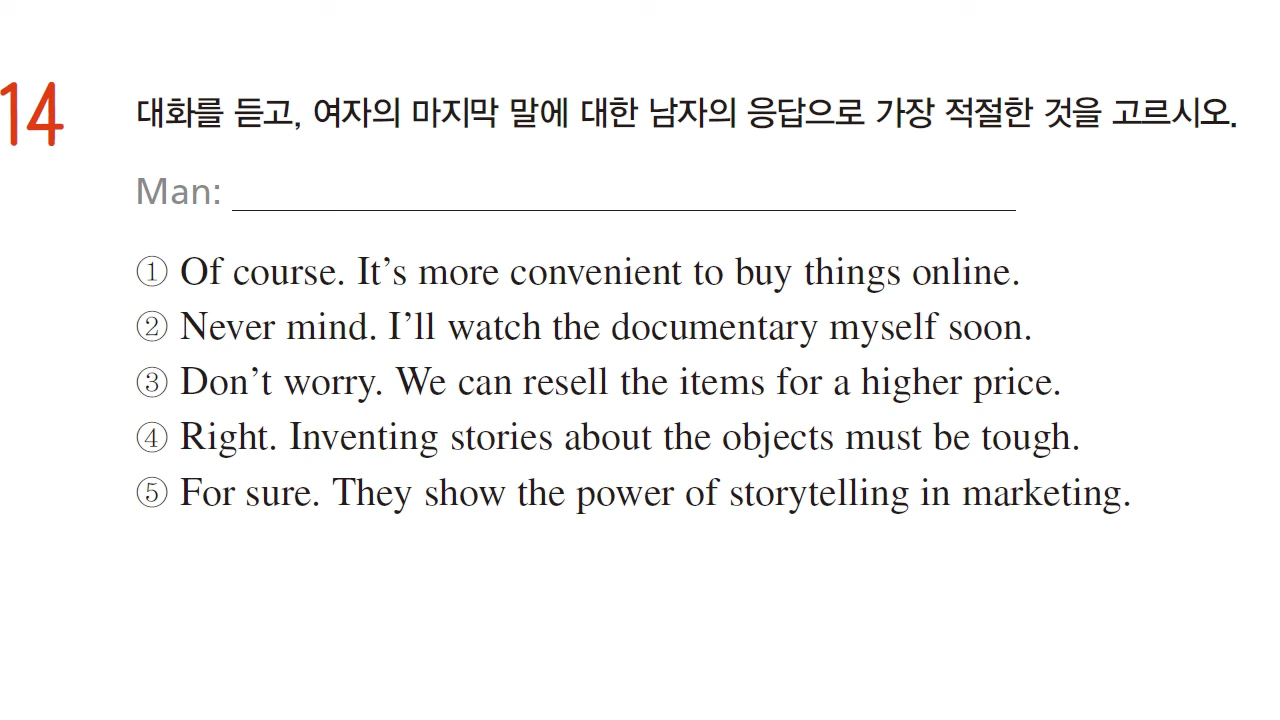 14
대화를 듣고, 여자의 마지막 말에 대한 남자의 응답으로 가장 적절한 것을 고르시오.
Man: 
① Of course. It’s more convenient to buy things online.
② Never mind. I’ll watch the documentary myself soon.
③ Don’t worry. We can resell the items for a higher price.
④ Right. Inventing stories about the objects must be tough.
⑤ For sure. They show the power of storytelling in marketing.